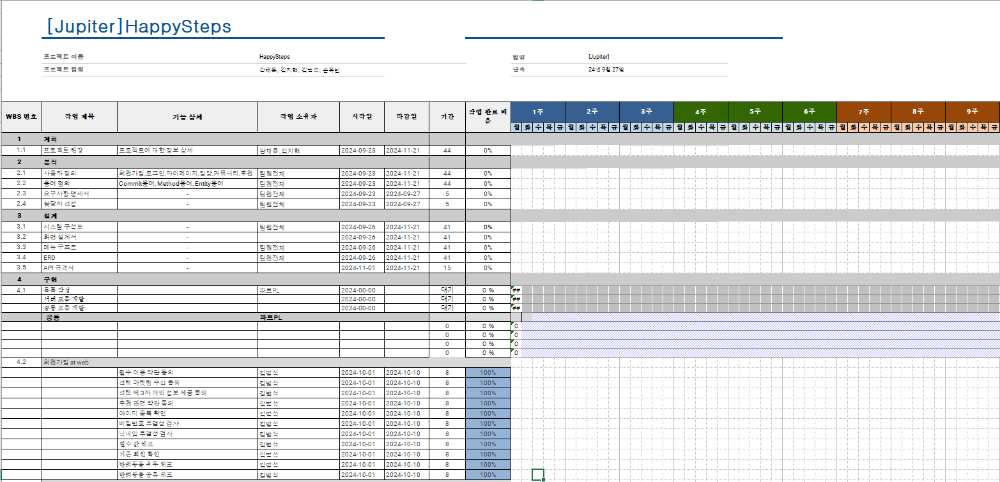 [Jupiter]HappySteps
프로젝트 이름 HappySteps 팀명 [Jupiter]
프로젝트 팀원 강채윤, 김지현, 김범석, 손유빈 날짜 24년 9월 27일
WBS 번호 작업 제목 기능 상세 작업 소유자 시작일 마감일 기간 작업 완료 비율 1주 2주 3주 4주 5주 6주 7주 8주 9주
월 화 수 목 금 월 화 수 목 금 월 화 수 목 금 월 화 수 목 금 월 화 수 목 금 월 화 수 목 금 월 화 수 목 금 월 화 수 목 금 월 화 수 목 금
1 계획
1.1 프로젝트 헌장 프로젝트에 대한 정보 상세 강채윤,김지현 2024-09-23 2024-11-21 44 0%
2 분석
2.1 사용자 정의 회원가입,로그인,마이페이지,입양,커뮤니티,후원 팀원전체 2024-09-23 2024-11-21 44 0%
2.2 용어 정의 Commit용어, Method용어, Entity용어 팀원전체 2024-09-23 2024-11-21 44 0%
2.3 요구사항 명세서 - 팀원전체 2024-09-23 2024-09-27 5 0%
2.4 담당자 선정 - 팀원전체 2024-09-23 2024-09-27 5 0%
3 설계
3.1 시스템 구성도 - 팀원전체 2024-09-26 2024-11-21 41 0%
3.2 화면 설계서 - 2024-09-26 2024-11-21 41 0%
3.3 메뉴 구조도 - 팀원전체 2024-09-26 2024-11-21 41 0%
3.4 ERD - 팀원전체 2024-09-26 2024-11-21 41 0%
3.5 API 규격서 - 2024-11-01 2024-11-21 15 0%
4 구현
4.1 목록 작성 파트PL 2024-00-00 대기 0 % ##
서버 모듈 개발 2024-00-00 대기 0 % ##
공통 모듈 개발 2024-00-00 대기 0 % ##
공통 파트PL
0 0 % 0
0 0 % 0
0 0 % 0
0 0 % 0
4.2 회원가입 at web
필수 이용 약관 동의 김범석 2024-10-01 2024-10-10 8 100%
선택 마케팅 수신 동의 김범석 2024-10-01 2024-10-10 8 100%
선택 제 3자 개인 정보 제공 동의 김범석 2024-10-01 2024-10-10 8 100%
후원 관련 약관 동의 김범석 2024-10-01 2024-10-10 8 100%
아이디 중복 확인 김범석 2024-10-01 2024-10-10 8 100%
비밀번호 무결성 검사 김범석 2024-10-01 2024-10-10 8 100%
닉네임 무결성 검사 김범석 2024-10-01 2024-10-10 8 100%
필수 값 체크 김범석 2024-10-01 2024-10-10 8 100%
기존 회원 확인 김범석 2024-10-01 2024-10-10 8 100%
반려동물 유무 체크 김범석 2024-10-01 2024-10-10 8 100%
반려동물 종류 체크 김범석 2024-10-01 2024-10-10 8 100%